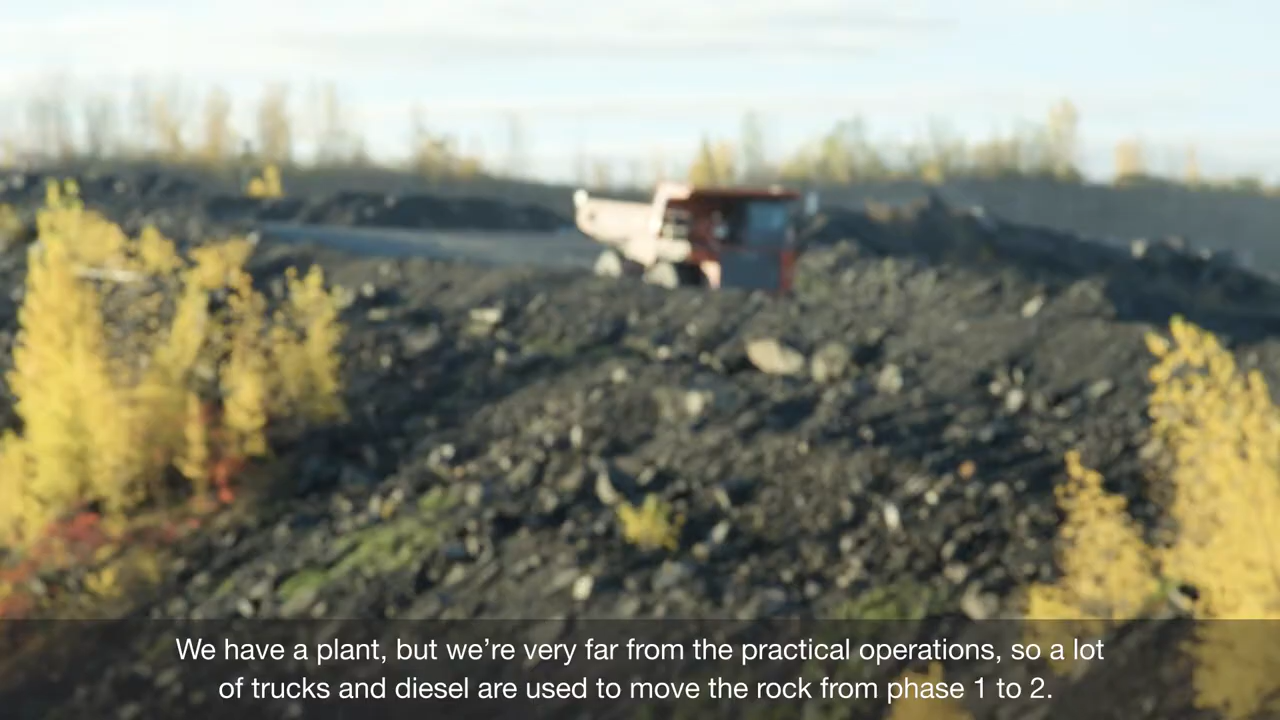 We have a plant, but we’re very far from the practical operations, so a lot
of trucks and diesel are used to move the rock from phase 1 to 2.